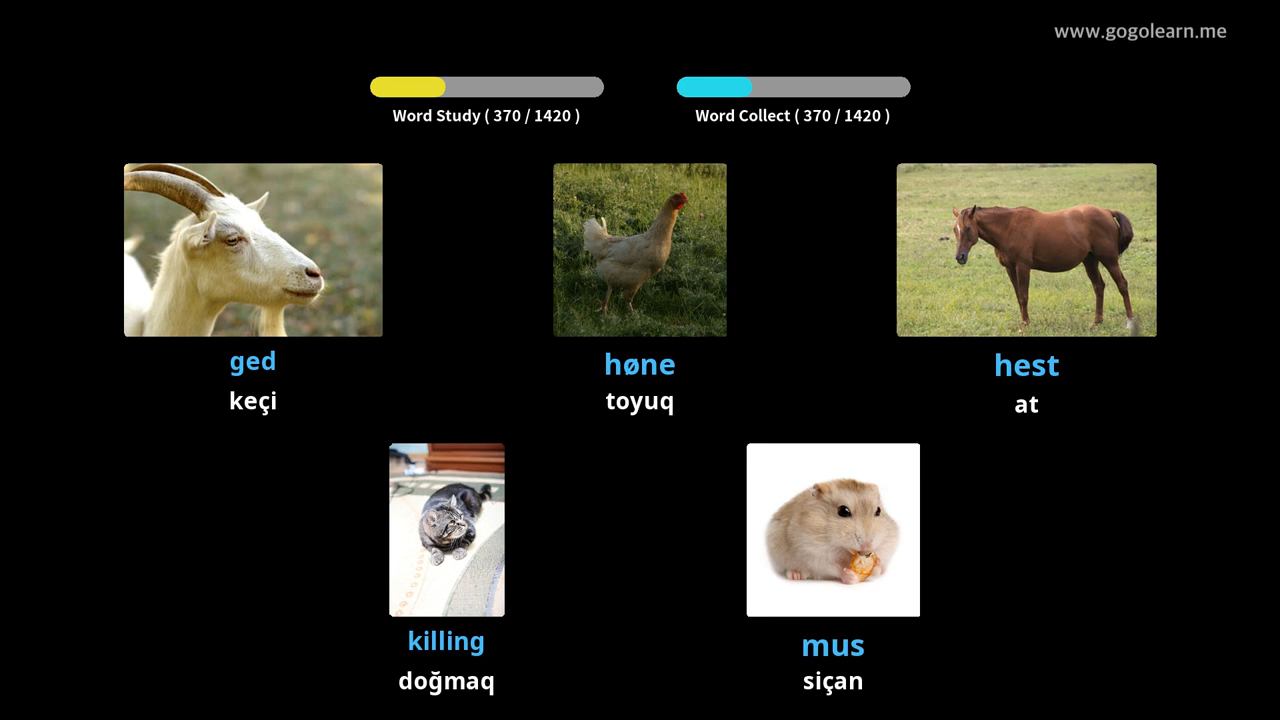 www.gogolearn.me
Word Study ( 370 / 1420 )
Word Collect ( 370 / 1420 )
ged
keçi
høne
toyuq
hest
at
killing
doğmaq
mus
siçan